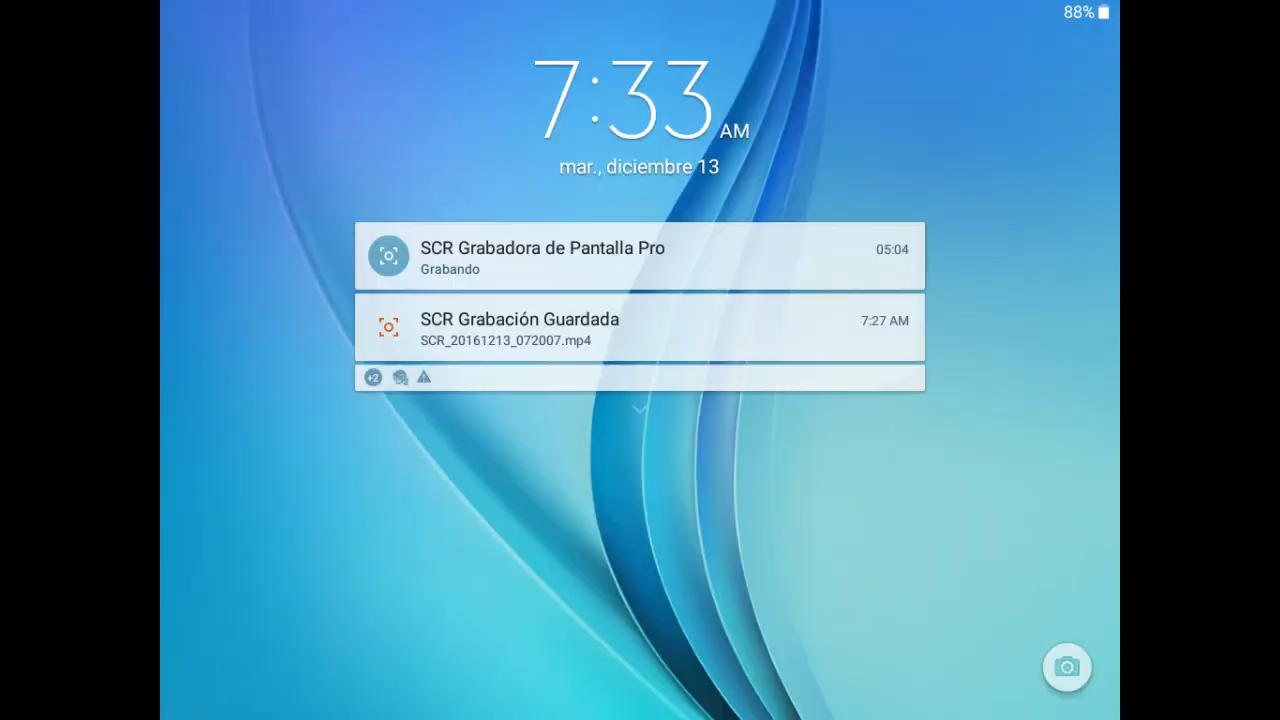 88%
7:33 AM
mar., diciembre 13
SCR Grabadora de Pantalla Pro
05:04
Grabando
SCR Grabación Guardada
7:27 AM
SCR_20161213_072007.mp4
+2